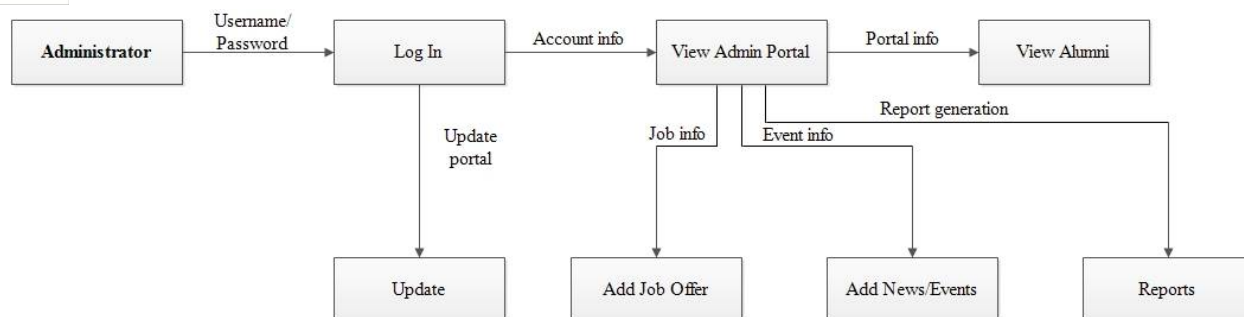 Username/
Password
Administrator
Log In
Account info
View Admin Portal
Portal info
View Alumni
Update
portal
Job info
Event info
Report generation
Update
Add Job Offer
Add News/Events
Reports